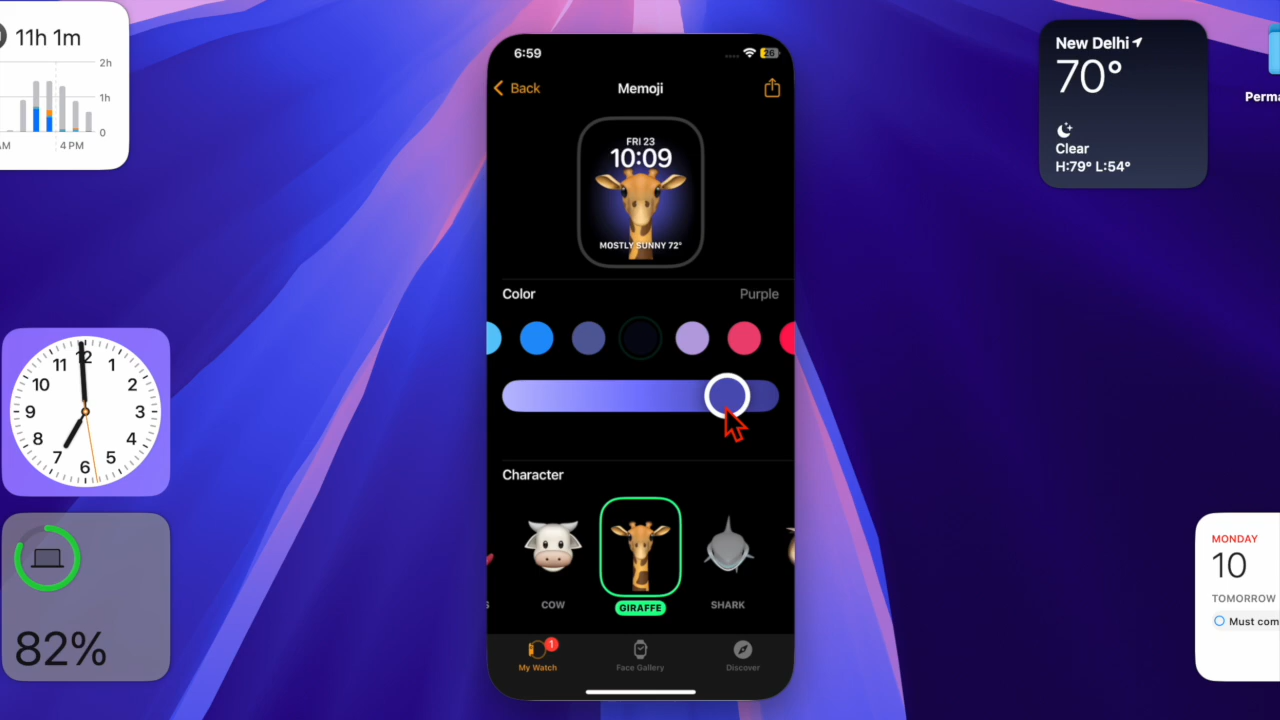 11h 1m
2h
1h
0
AM
4 PM
12
1
2
3
4
5
6
7
8
9
10
11
82%
6:59
26
Back
Memoji
FRI 23
10:09
MOSTLY SUNNY 72°
Color
Purple
Character
COW
GIRAFFE
SHARK
1
My Watch
Face Gallery
Discover
New Delhi
70°
Clear
H:79° L:54°
Perma
MONDAY
10
TOMORROW
Must com